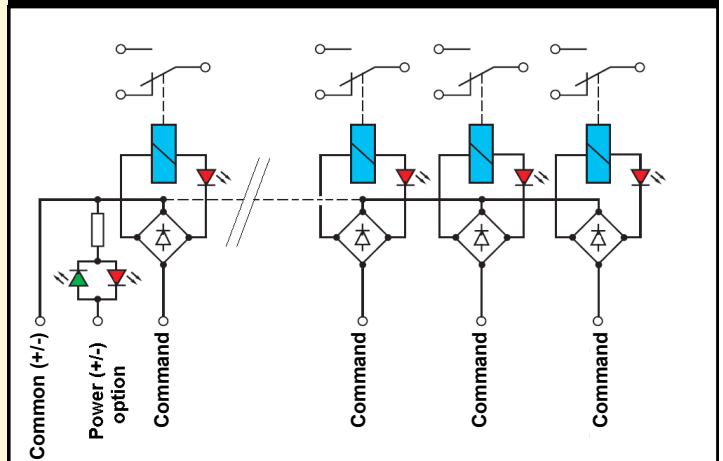 Common (+/-)
Power (+/-)
option
Command
Command
Command
Command